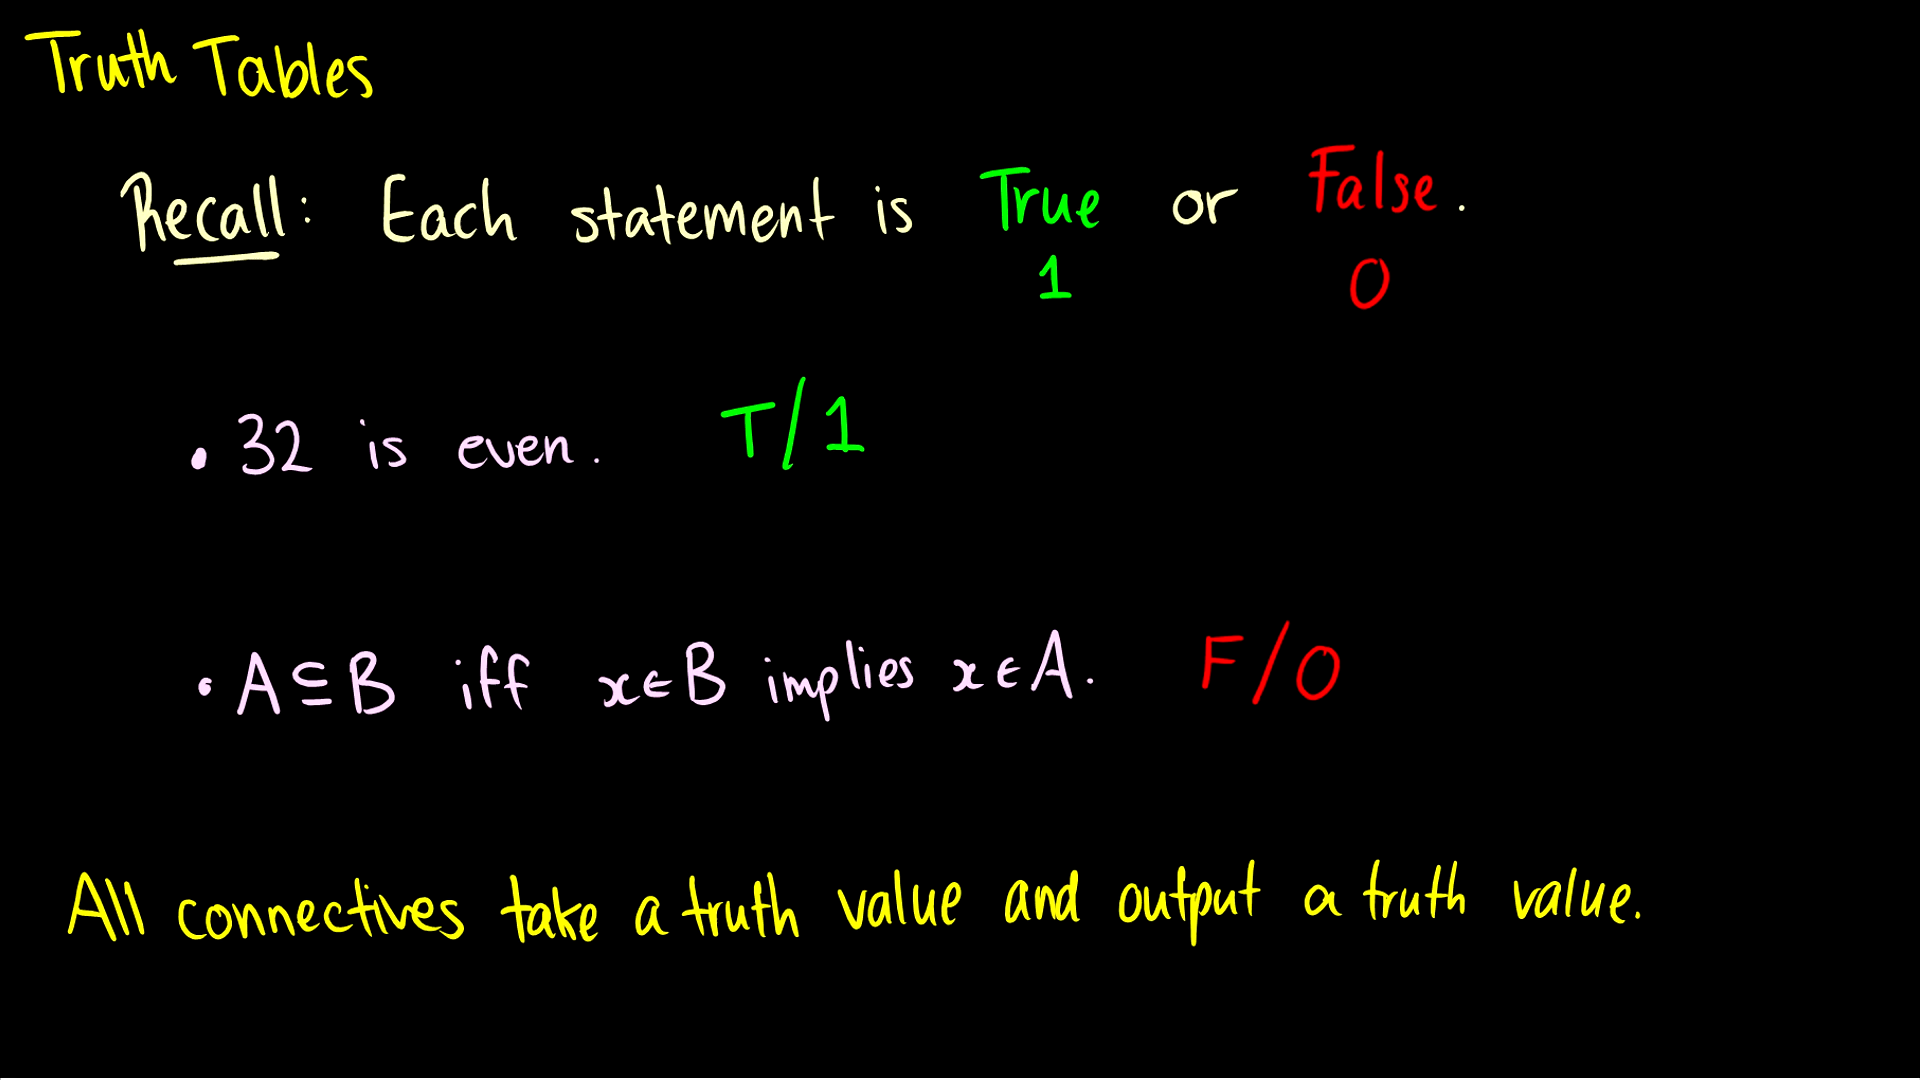 Truth Tables
Recall: Each statement is True or False.
1 0
• 32 is even. T/1
• A⊆B iff x∈B implies x∈A. F/0
All connectives take a truth value and output a truth value.